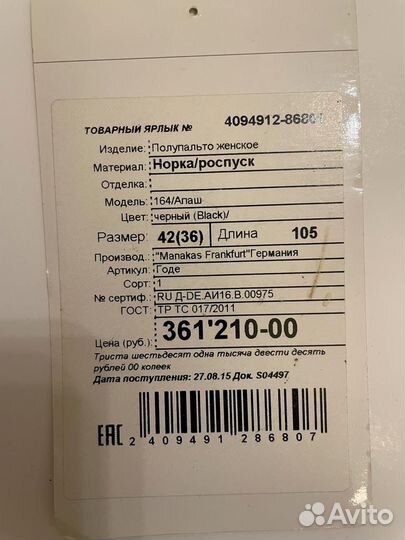 ТОВАРНЫЙ ЯРЛЫК № 4094912-86801
Изделие: Полупальто женское
Материал: Норка/роспуск
Отделка:
Модель: 164/Апаш
Цвет: черный (Black)/
Размер: 42(36) Длина 105
Производ.: "Manakas Frankfurt"Германия
Артикул: Годе
Сорт: 1
№ сертиф.: RU Д-DE.АИ16.В.00975
ГОСТ: ТР ТС 017/2011
Цена (руб.): 361'210-00
Триста шестьдесят одна тысяча двести десять
рублей 00 копеек
Дата поступления: 27.08.15 Док. S04497
EAC
2 409491 286807
Avito